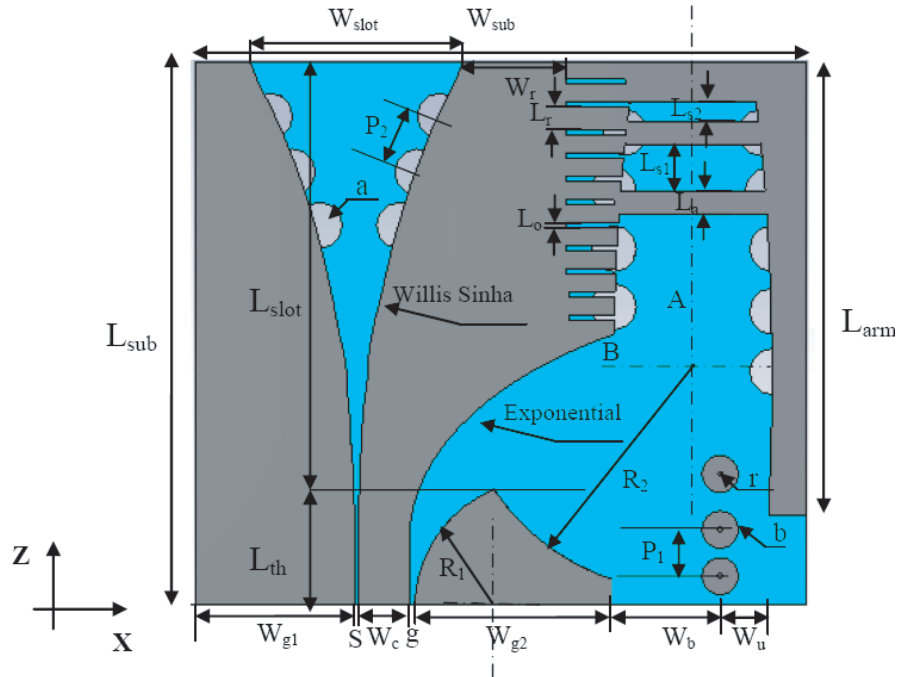 W_slot W_sub
W_r
L_r
L_s2
P_2
L_s1
a
L_a
L_o
Willis Sinha
L_slot
A
L_sub
L_arm
B
Exponential
R_2
r
b
P_1
Z
L_th
R_1
X
W_g1 S W_c g W_g2 W_b W_u